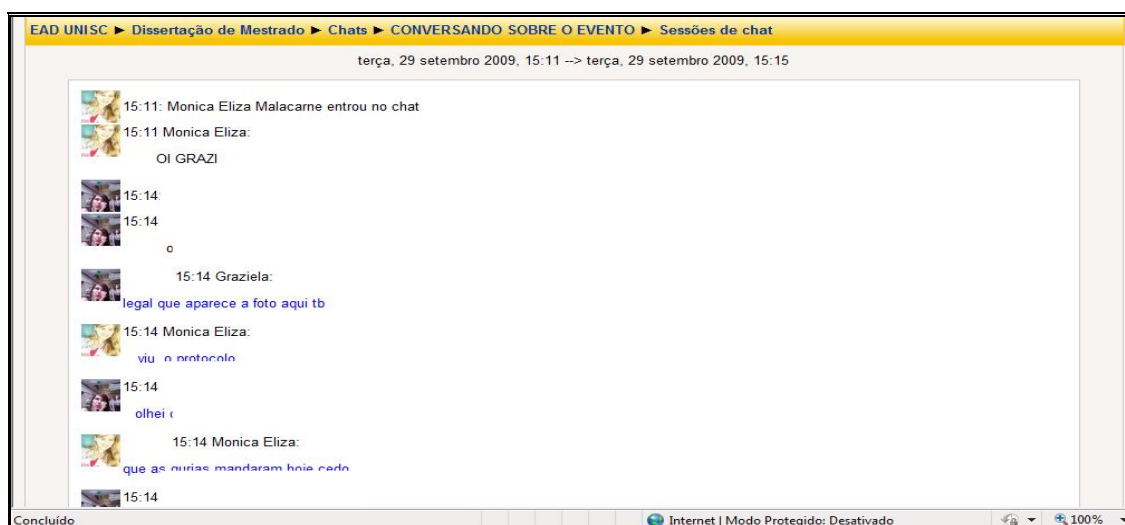 EAD UNISC ► Dissertação de Mestrado ► Chats ► CONVERSANDO SOBRE O EVENTO ► Sessões de chat
terça, 29 setembro 2009, 15:11 --> terça, 29 setembro 2009, 15:15
15:11: Monica Eliza Malacarne entrou no chat
15:11 Monica Eliza:
OI GRAZI
15:14:
15:14
o
15:14 Graziela:
legal que aparece a foto aqui tb
15:14 Monica Eliza:
viu o protocolo
15:14
olhei
15:14 Monica Eliza:
que as gurias mandaram hoje cedo
15:14
Concluído
Internet | Modo Protegido: Desativado
100%